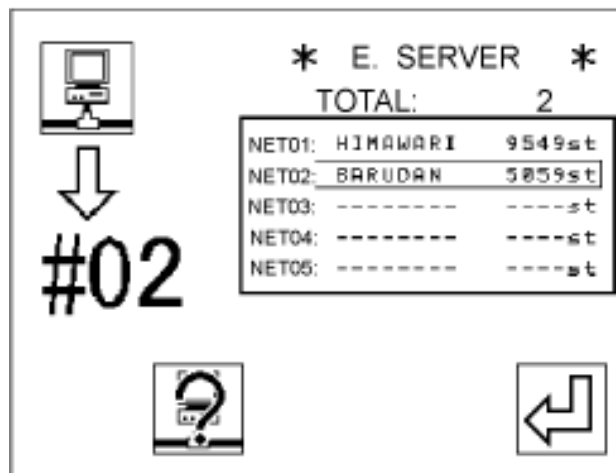 * E. SERVER *
TOTAL: 2
NET01: HIMAWARI 9549st
NET02: BARUDAN 5059st
NET03: -------- ----st
NET04: -------- ----st
NET05: -------- ----st
#02
?